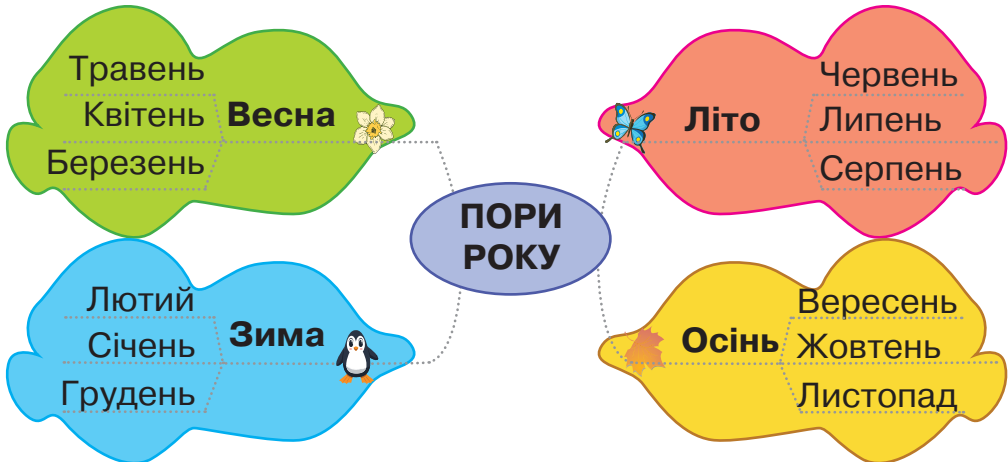 Травень
Квітень
Березень
Весна
Червень
Літо
Липень
Серпень
ПОРИ
РОКУ
Лютий
Січень
Грудень
Зима
Вересень
Осінь
Жовтень
Листопад